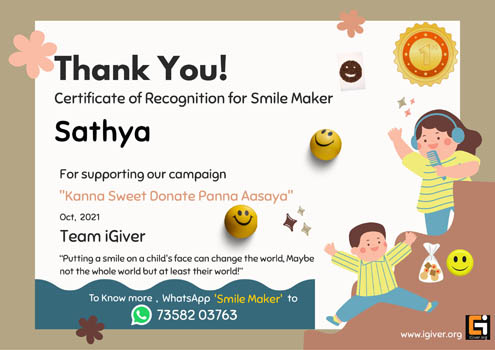 Thank You!
Certificate of Recognition for Smile Maker
Sathya
For supporting our campaign
"Kanna Sweet Donate Panna Aasaya"
Oct, 2021
Team iGiver
"Putting a smile on a child's face can change the world, Maybe
not the whole world but at least their world!"
To Know more , WhatsApp 'Smile Maker' to
73582 03763
www.igiver.org
1